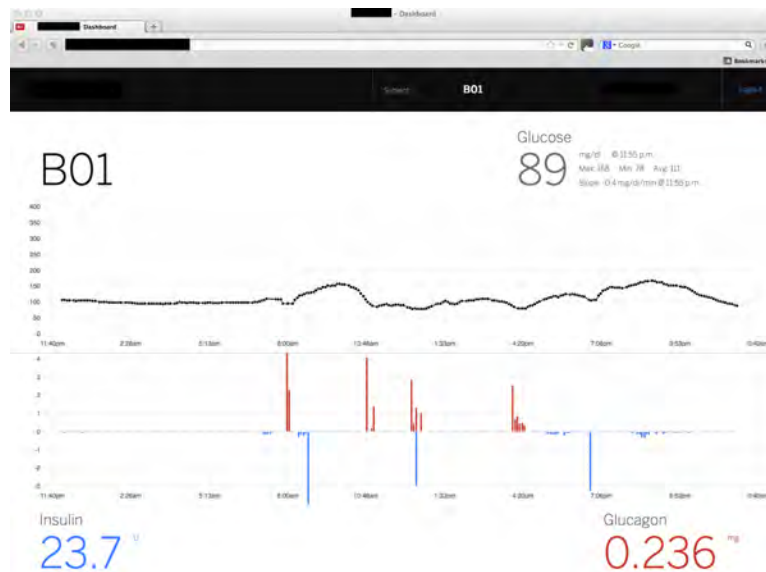 - Dashboard
Dashboard [+]
Google
Bookmarks
Subject B01 Logout
B01
Glucose
89
mg/dl @ 11:55 p.m.
Max: 168 Min: 78 Avg: 111
Slope: -0.4 mg/dl/min @ 11:55 p.m.
400
350
300
250
200
150
100
50
0
11:40pm 2:26am 5:13am 8:00am 10:46am 1:33pm 4:20pm 7:06pm 9:53pm 12:40am
4
3
2
1
0
-1
-2
-3
11:40pm 2:26am 5:13am 8:00am 10:46am 1:33pm 4:20pm 7:06pm 9:53pm 12:40am
Insulin
23.7 U
Glucagon
0.236 mg